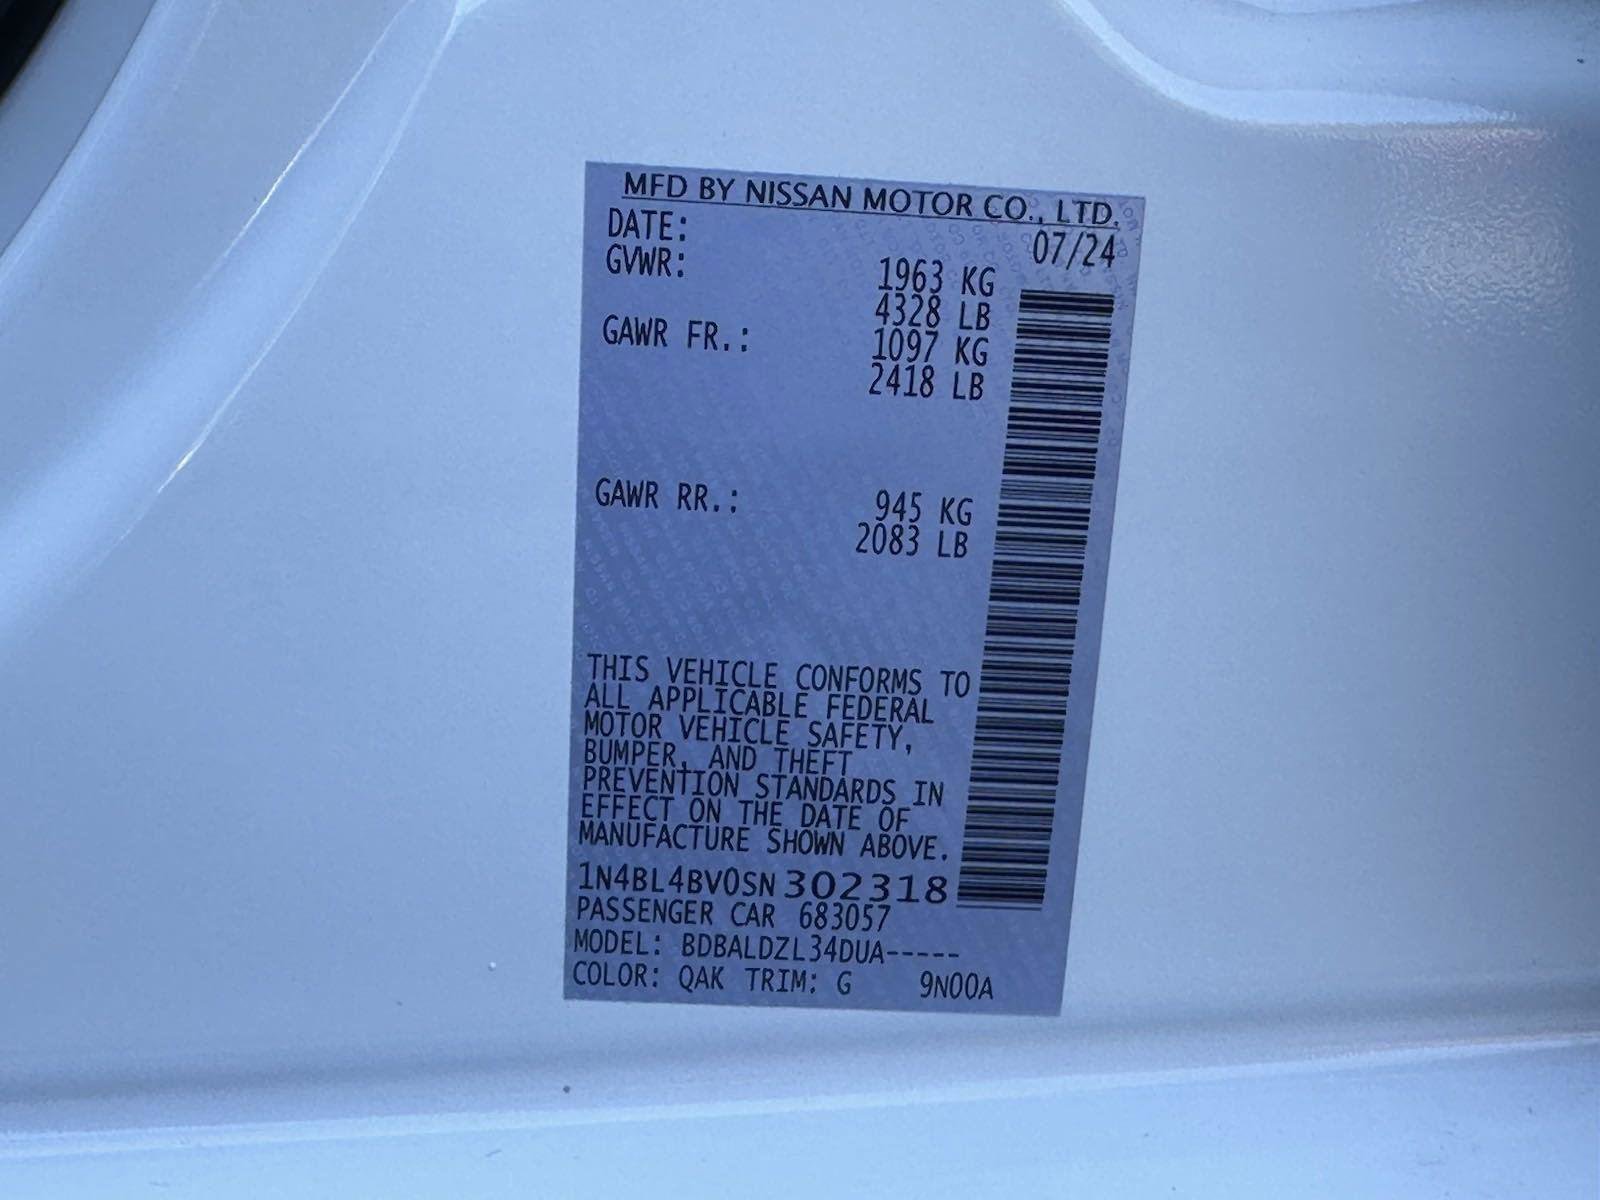 MFD BY NISSAN MOTOR CO., LTD.
DATE: 07/24
GVWR: 1963 KG
4328 LB
GAWR FR.: 1097 KG
2418 LB
GAWR RR.: 945 KG
2083 LB
THIS VEHICLE CONFORMS TO
ALL APPLICABLE FEDERAL
MOTOR VEHICLE SAFETY,
BUMPER, AND THEFT
PREVENTION STANDARDS IN
EFFECT ON THE DATE OF
MANUFACTURE SHOWN ABOVE.
1N4BL4BV0SN302318
PASSENGER CAR 683057
MODEL: BDBALDZL34DUA-----
COLOR: QAK TRIM: G 9N00A